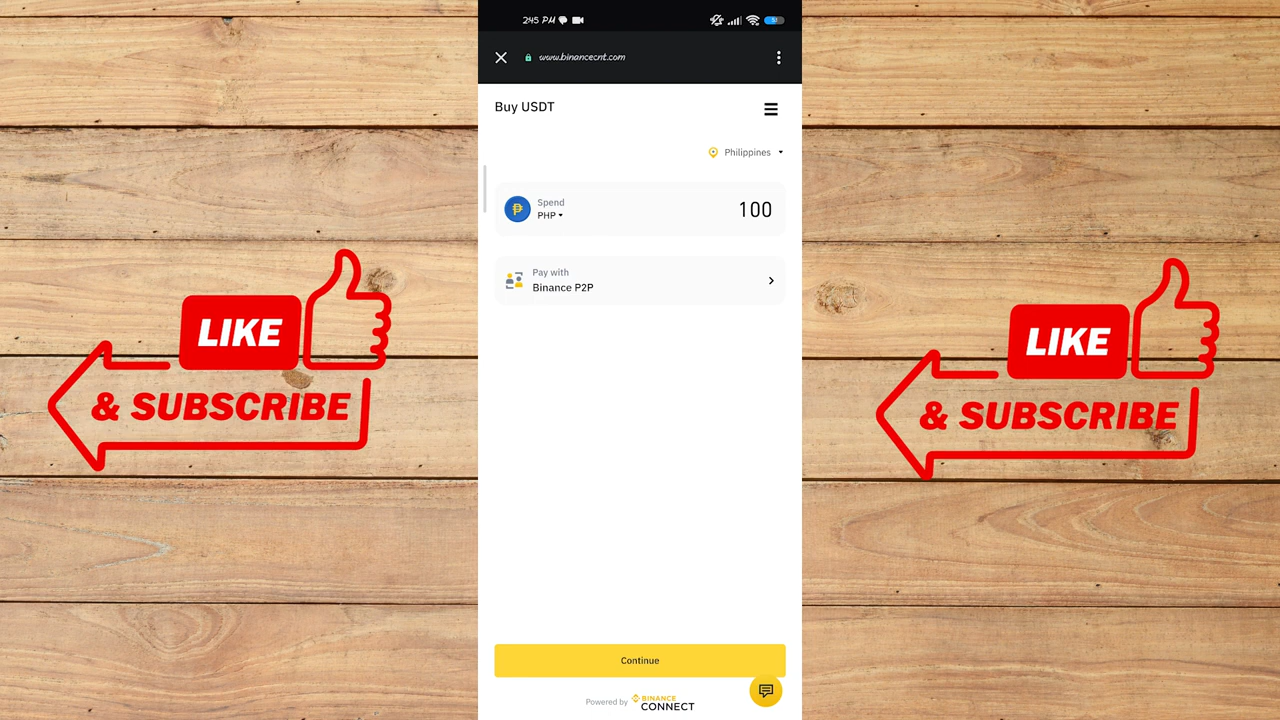 2:45 PM
51
www.binancecnt.com
Buy USDT
Philippines
Spend
PHP
100
Pay with
Binance P2P
Continue
Powered by BINANCE CONNECT
LIKE
& SUBSCRIBE
LIKE
& SUBSCRIBE